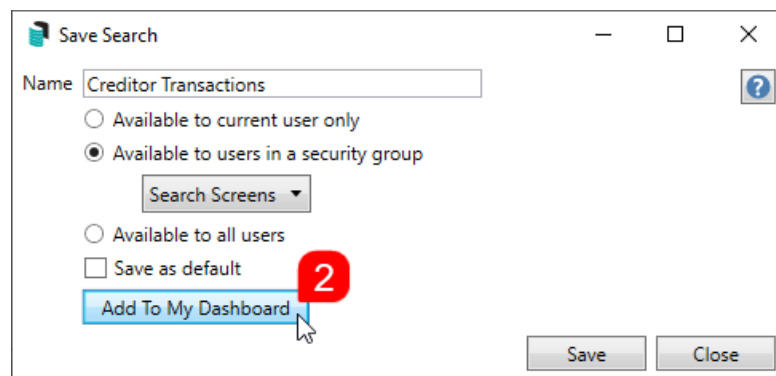 Save Search
Name Creditor Transactions
?
Available to current user only
Available to users in a security group
Search Screens
Available to all users
Save as default
2
Add To My Dashboard
Save Close